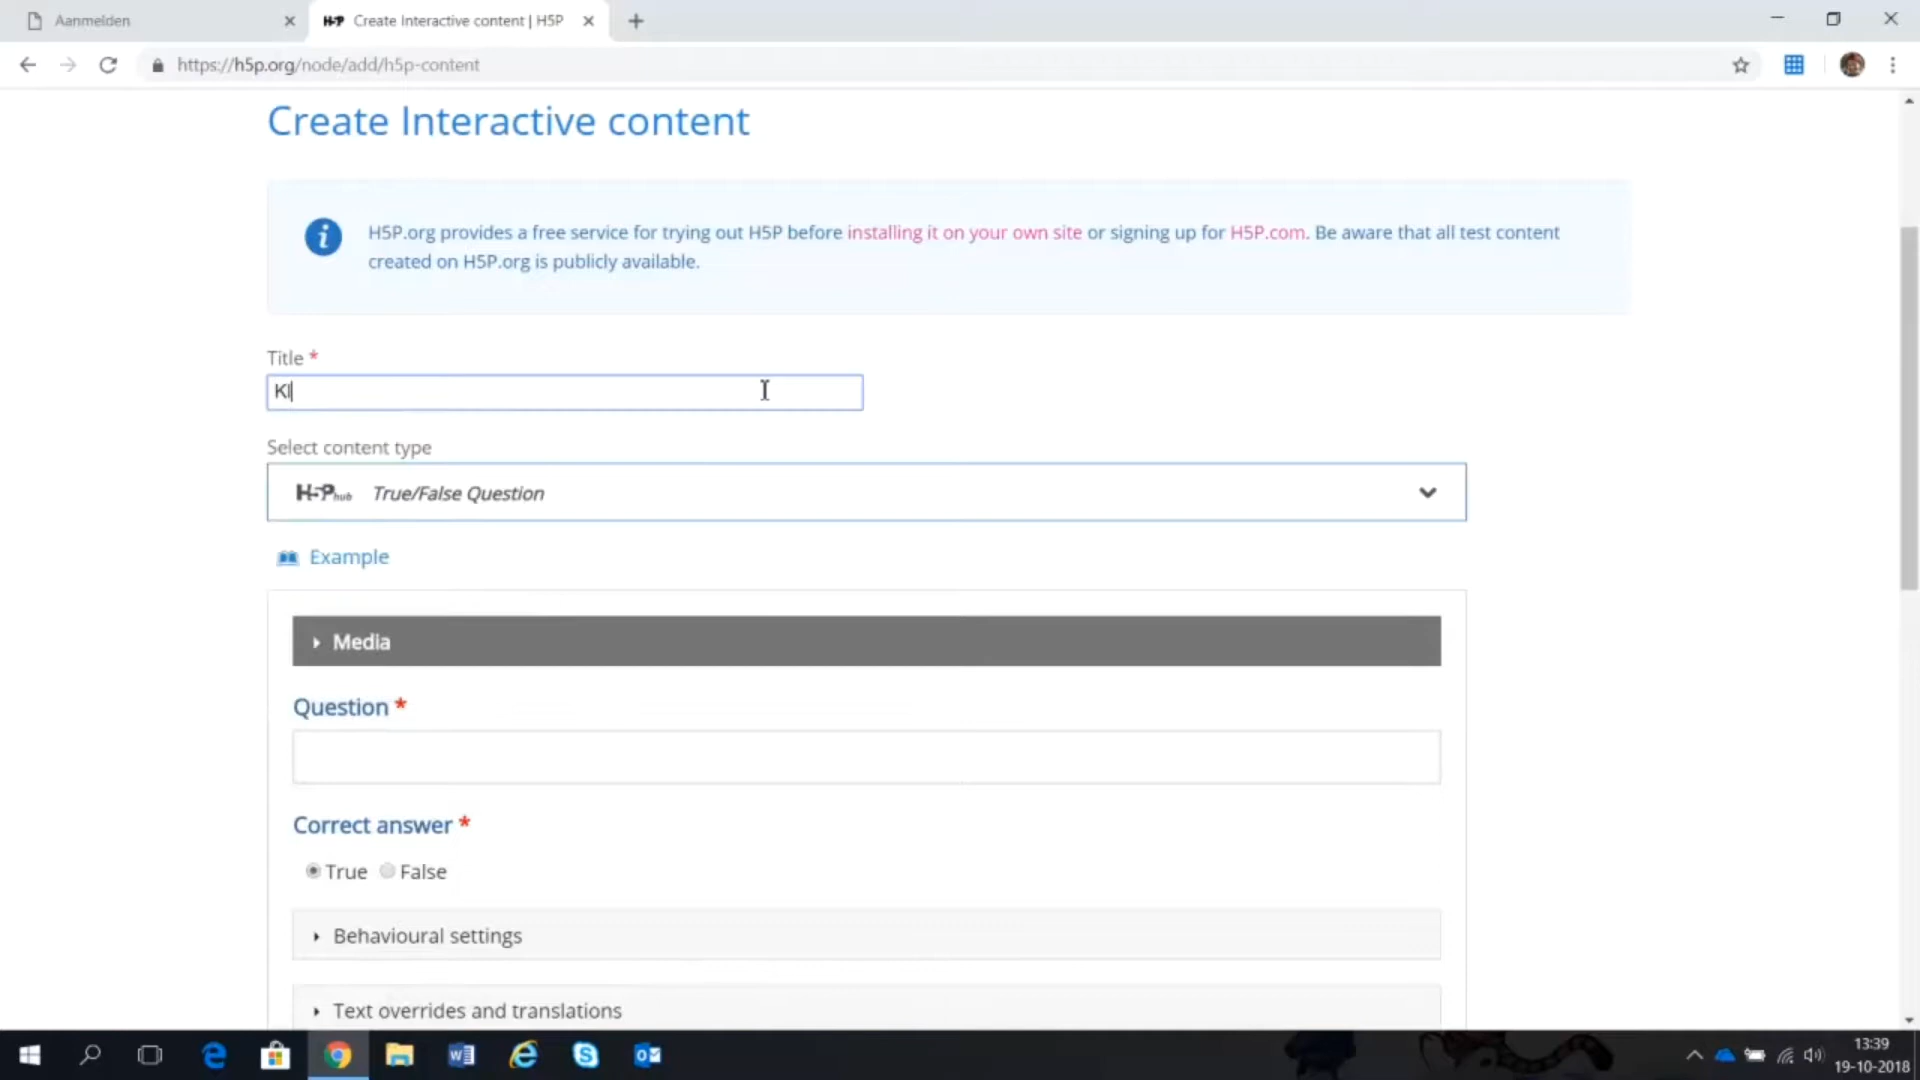 Aanmelden
H5P Create Interactive content | H5P
https://h5p.org/node/add/h5p-content
Create Interactive content
H5P.org provides a free service for trying out H5P before installing it on your own site or signing up for H5P.com. Be aware that all test content
created on H5P.org is publicly available.
Title *
Kl
Select content type
H5P hub True/False Question
Example
Media
Question *
Correct answer *
True False
Behavioural settings
Text overrides and translations
13:39
19-10-2018